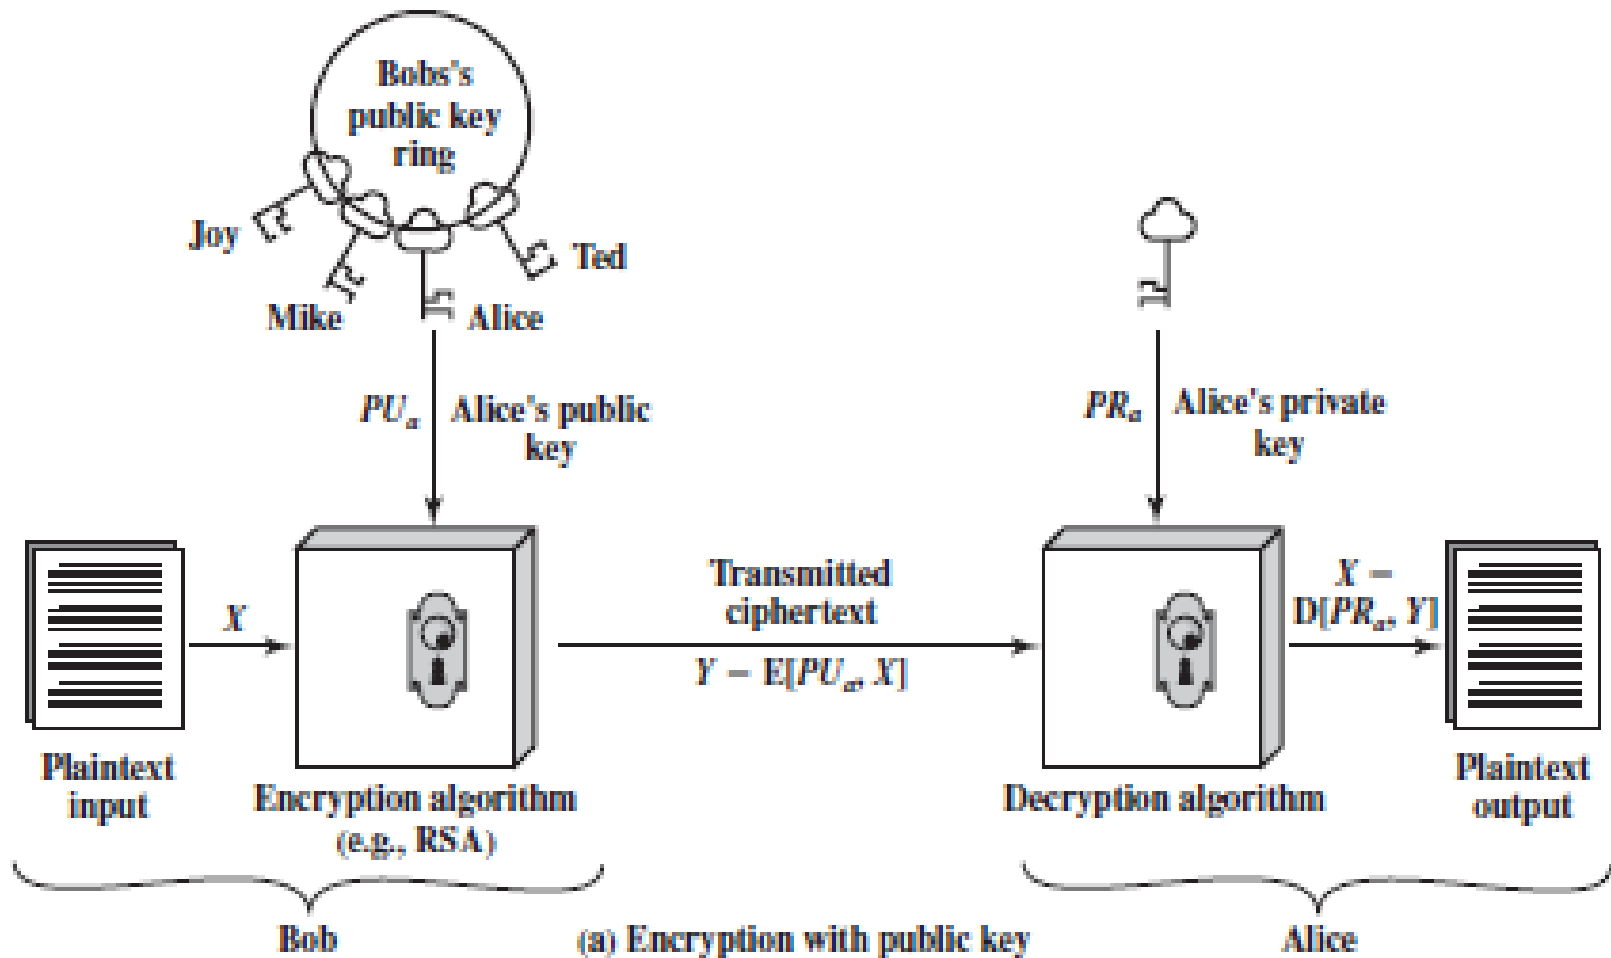 Bobs's
public key
ring
Joy
Ted
Mike
Alice
PUa
Alice's public
key
PRa
Alice's private
key
X
Transmitted
ciphertext
Y = E[PUa, X]
X =
D[PRa, Y]
Plaintext
input
Encryption algorithm
(e.g., RSA)
Decryption algorithm
Plaintext
output
Bob
(a) Encryption with public key
Alice